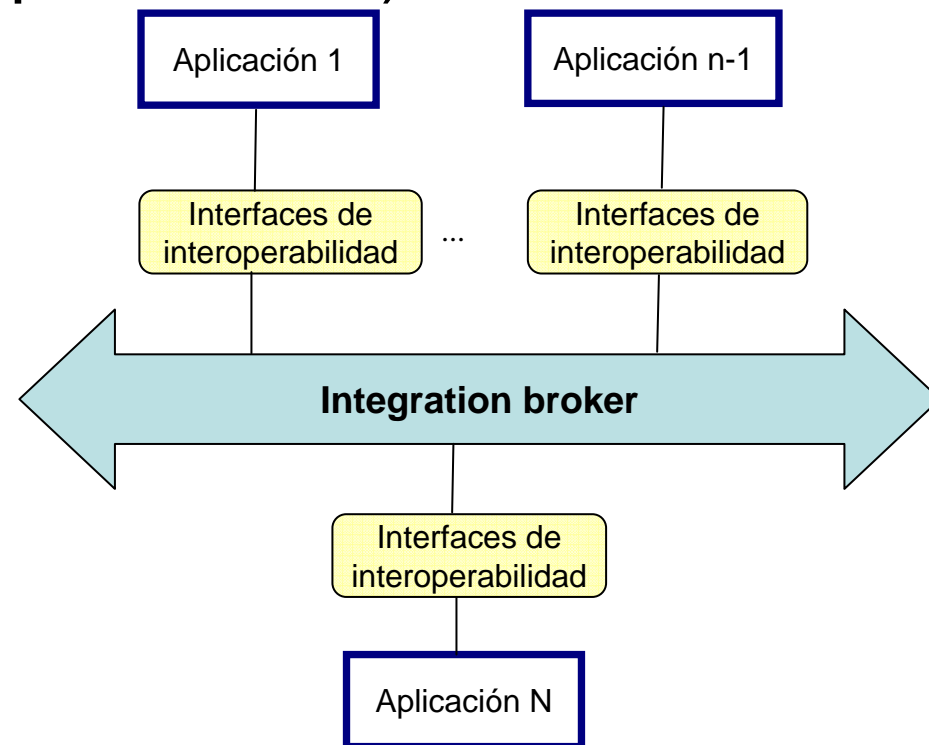 Aplicación 1
Aplicación n-1
Interfaces de
interoperabilidad
...
Interfaces de
interoperabilidad
Integration broker
Interfaces de
interoperabilidad
Aplicación N